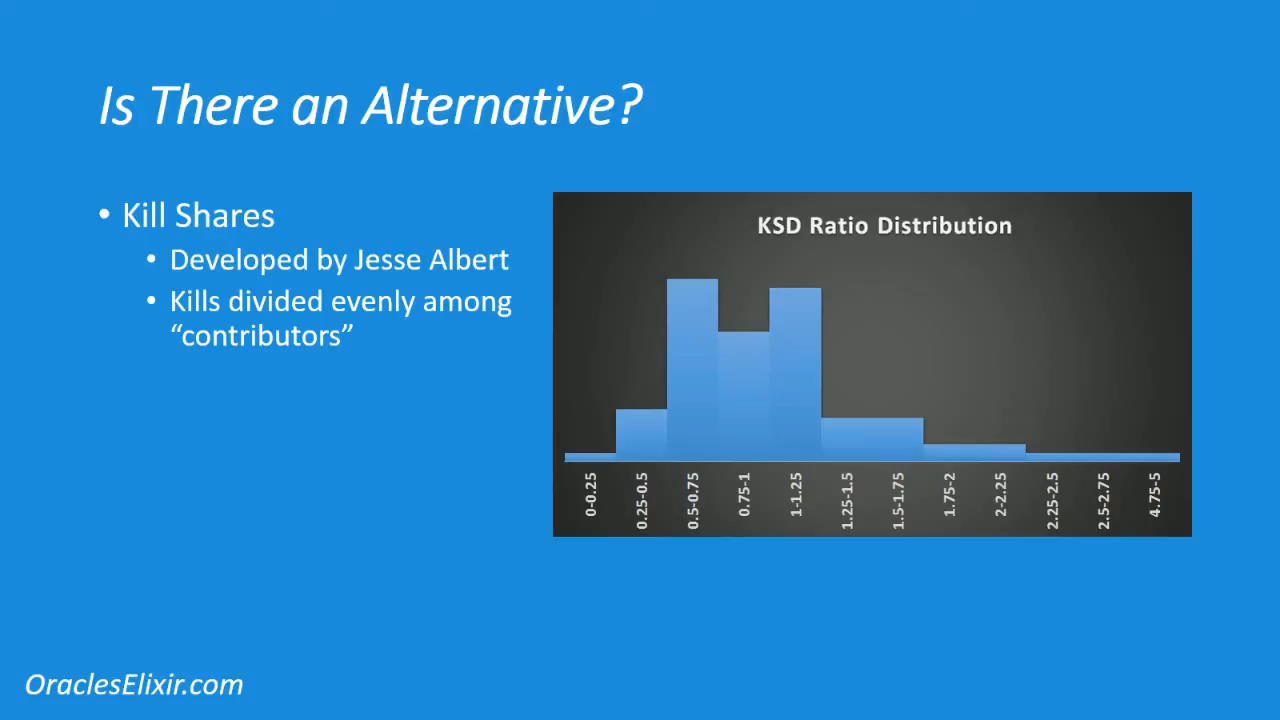 Is There an Alternative?
• Kill Shares
• Developed by Jesse Albert
• Kills divided evenly among
“contributors”
KSD Ratio Distribution
0-0.25
0.25-0.5
0.5-0.75
0.75-1
1-1.25
1.25-1.5
1.5-1.75
1.75-2
2-2.25
2.25-2.5
2.5-2.75
4.75-5
OraclesElixir.com